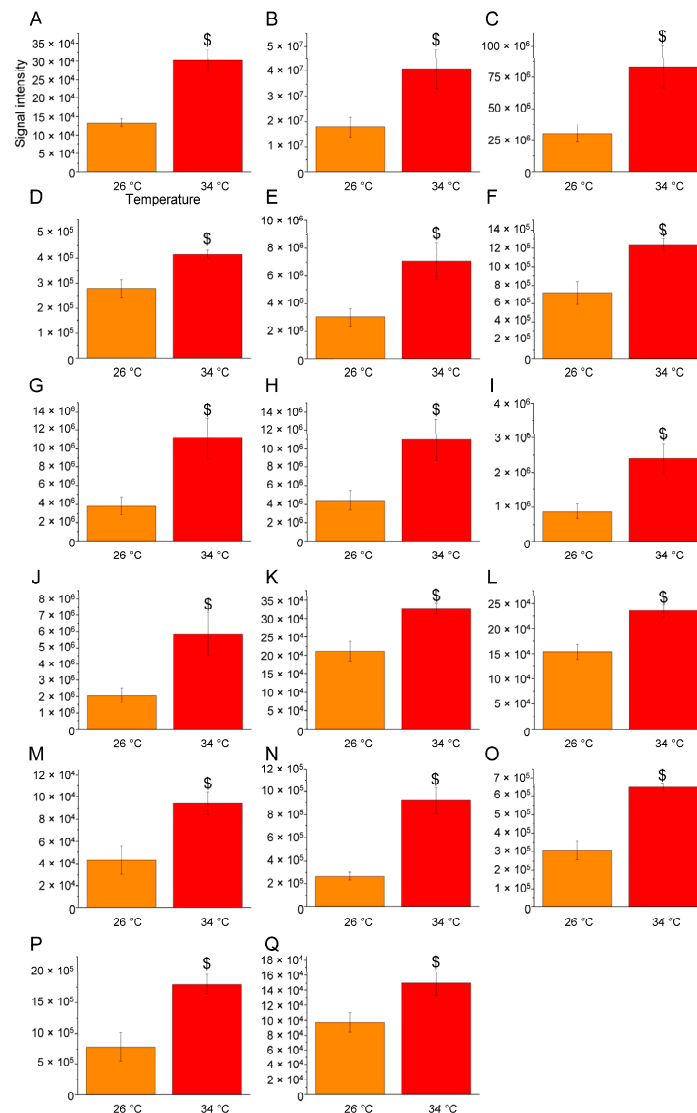 A
$
35 × 10⁴
30 × 10⁴
25 × 10⁴
20 × 10⁴
15 × 10⁴
10 × 10⁴
5 × 10⁴
0
Signal intensity
26 °C
34 °C
Temperature
B
$
5 × 10⁷
4 × 10⁷
3 × 10⁷
2 × 10⁷
1 × 10⁷
0
26 °C
34 °C
C
$
100 × 10⁶
75 × 10⁶
50 × 10⁶
25 × 10⁶
0
26 °C
34 °C
D
$
5 × 10⁵
4 × 10⁵
3 × 10⁵
2 × 10⁵
1 × 10⁵
0
26 °C
34 °C
E
$
10 × 10⁶
8 × 10⁶
6 × 10⁶
4 × 10⁶
2 × 10⁶
0
26 °C
34 °C
F
$
14 × 10⁵
12 × 10⁵
10 × 10⁵
8 × 10⁵
6 × 10⁵
4 × 10⁵
2 × 10⁵
0
26 °C
34 °C
G
$
14 × 10⁶
12 × 10⁶
10 × 10⁶
8 × 10⁶
6 × 10⁶
4 × 10⁶
2 × 10⁶
0
26 °C
34 °C
H
$
14 × 10⁶
12 × 10⁶
10 × 10⁶
8 × 10⁶
6 × 10⁶
4 × 10⁶
2 × 10⁶
0
26 °C
34 °C
I
$
4 × 10⁶
3 × 10⁶
2 × 10⁶
1 × 10⁶
0
26 °C
34 °C
J
$
8 × 10⁶
7 × 10⁶
6 × 10⁶
5 × 10⁶
4 × 10⁶
3 × 10⁶
2 × 10⁶
1 × 10⁶
0
26 °C
34 °C
K
$
35 × 10⁴
30 × 10⁴
25 × 10⁴
20 × 10⁴
15 × 10⁴
10 × 10⁴
5 × 10⁴
0
26 °C
34 °C
L
$
25 × 10⁴
20 × 10⁴
15 × 10⁴
10 × 10⁴
5 × 10⁴
0
26 °C
34 °C
M
$
12 × 10⁴
10 × 10⁴
8 × 10⁴
6 × 10⁴
4 × 10⁴
2 × 10⁴
0
26 °C
34 °C
N
$
12 × 10⁵
10 × 10⁵
8 × 10⁵
6 × 10⁵
4 × 10⁵
2 × 10⁵
0
26 °C
34 °C
O
$
7 × 10⁵
6 × 10⁵
5 × 10⁵
4 × 10⁵
3 × 10⁵
2 × 10⁵
1 × 10⁵
0
26 °C
34 °C
P
$
20 × 10⁵
15 × 10⁵
10 × 10⁵
5 × 10⁵
0
26 °C
34 °C
Q
$
18 × 10⁴
16 × 10⁴
14 × 10⁴
12 × 10⁴
10 × 10⁴
8 × 10⁴
6 × 10⁴
4 × 10⁴
2 × 10⁴
0
26 °C
34 °C